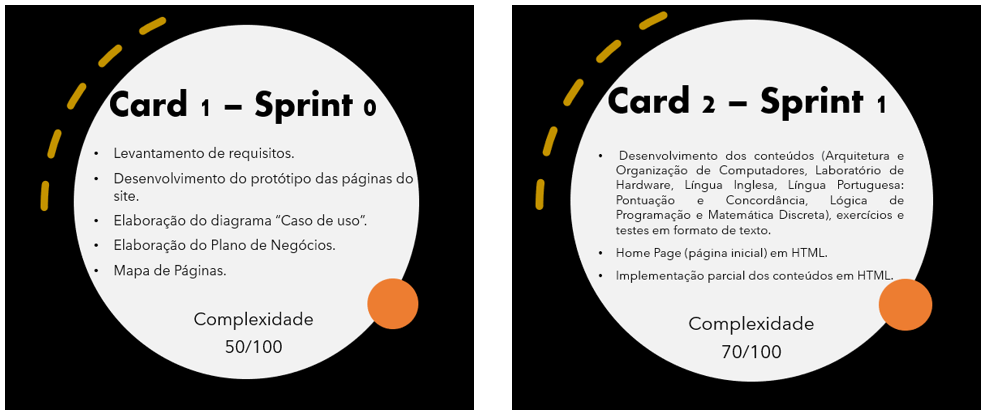 Card 1 – Sprint 0
• Levantamento de requisitos.
• Desenvolvimento do protótipo das páginas do
site.
• Elaboração do diagrama “Caso de uso”.
• Elaboração do Plano de Negócios.
• Mapa de Páginas.
Complexidade
50/100
Card 2 – Sprint 1
• Desenvolvimento dos conteúdos (Arquitetura e
Organização de Computadores, Laboratório de
Hardware, Língua Inglesa, Língua Portuguesa:
Pontuação e Concordância, Lógica de
Programação e Matemática Discreta), exercícios e
testes em formato de texto.
• Home Page (página inicial) em HTML.
• Implementação parcial dos conteúdos em HTML.
Complexidade
70/100